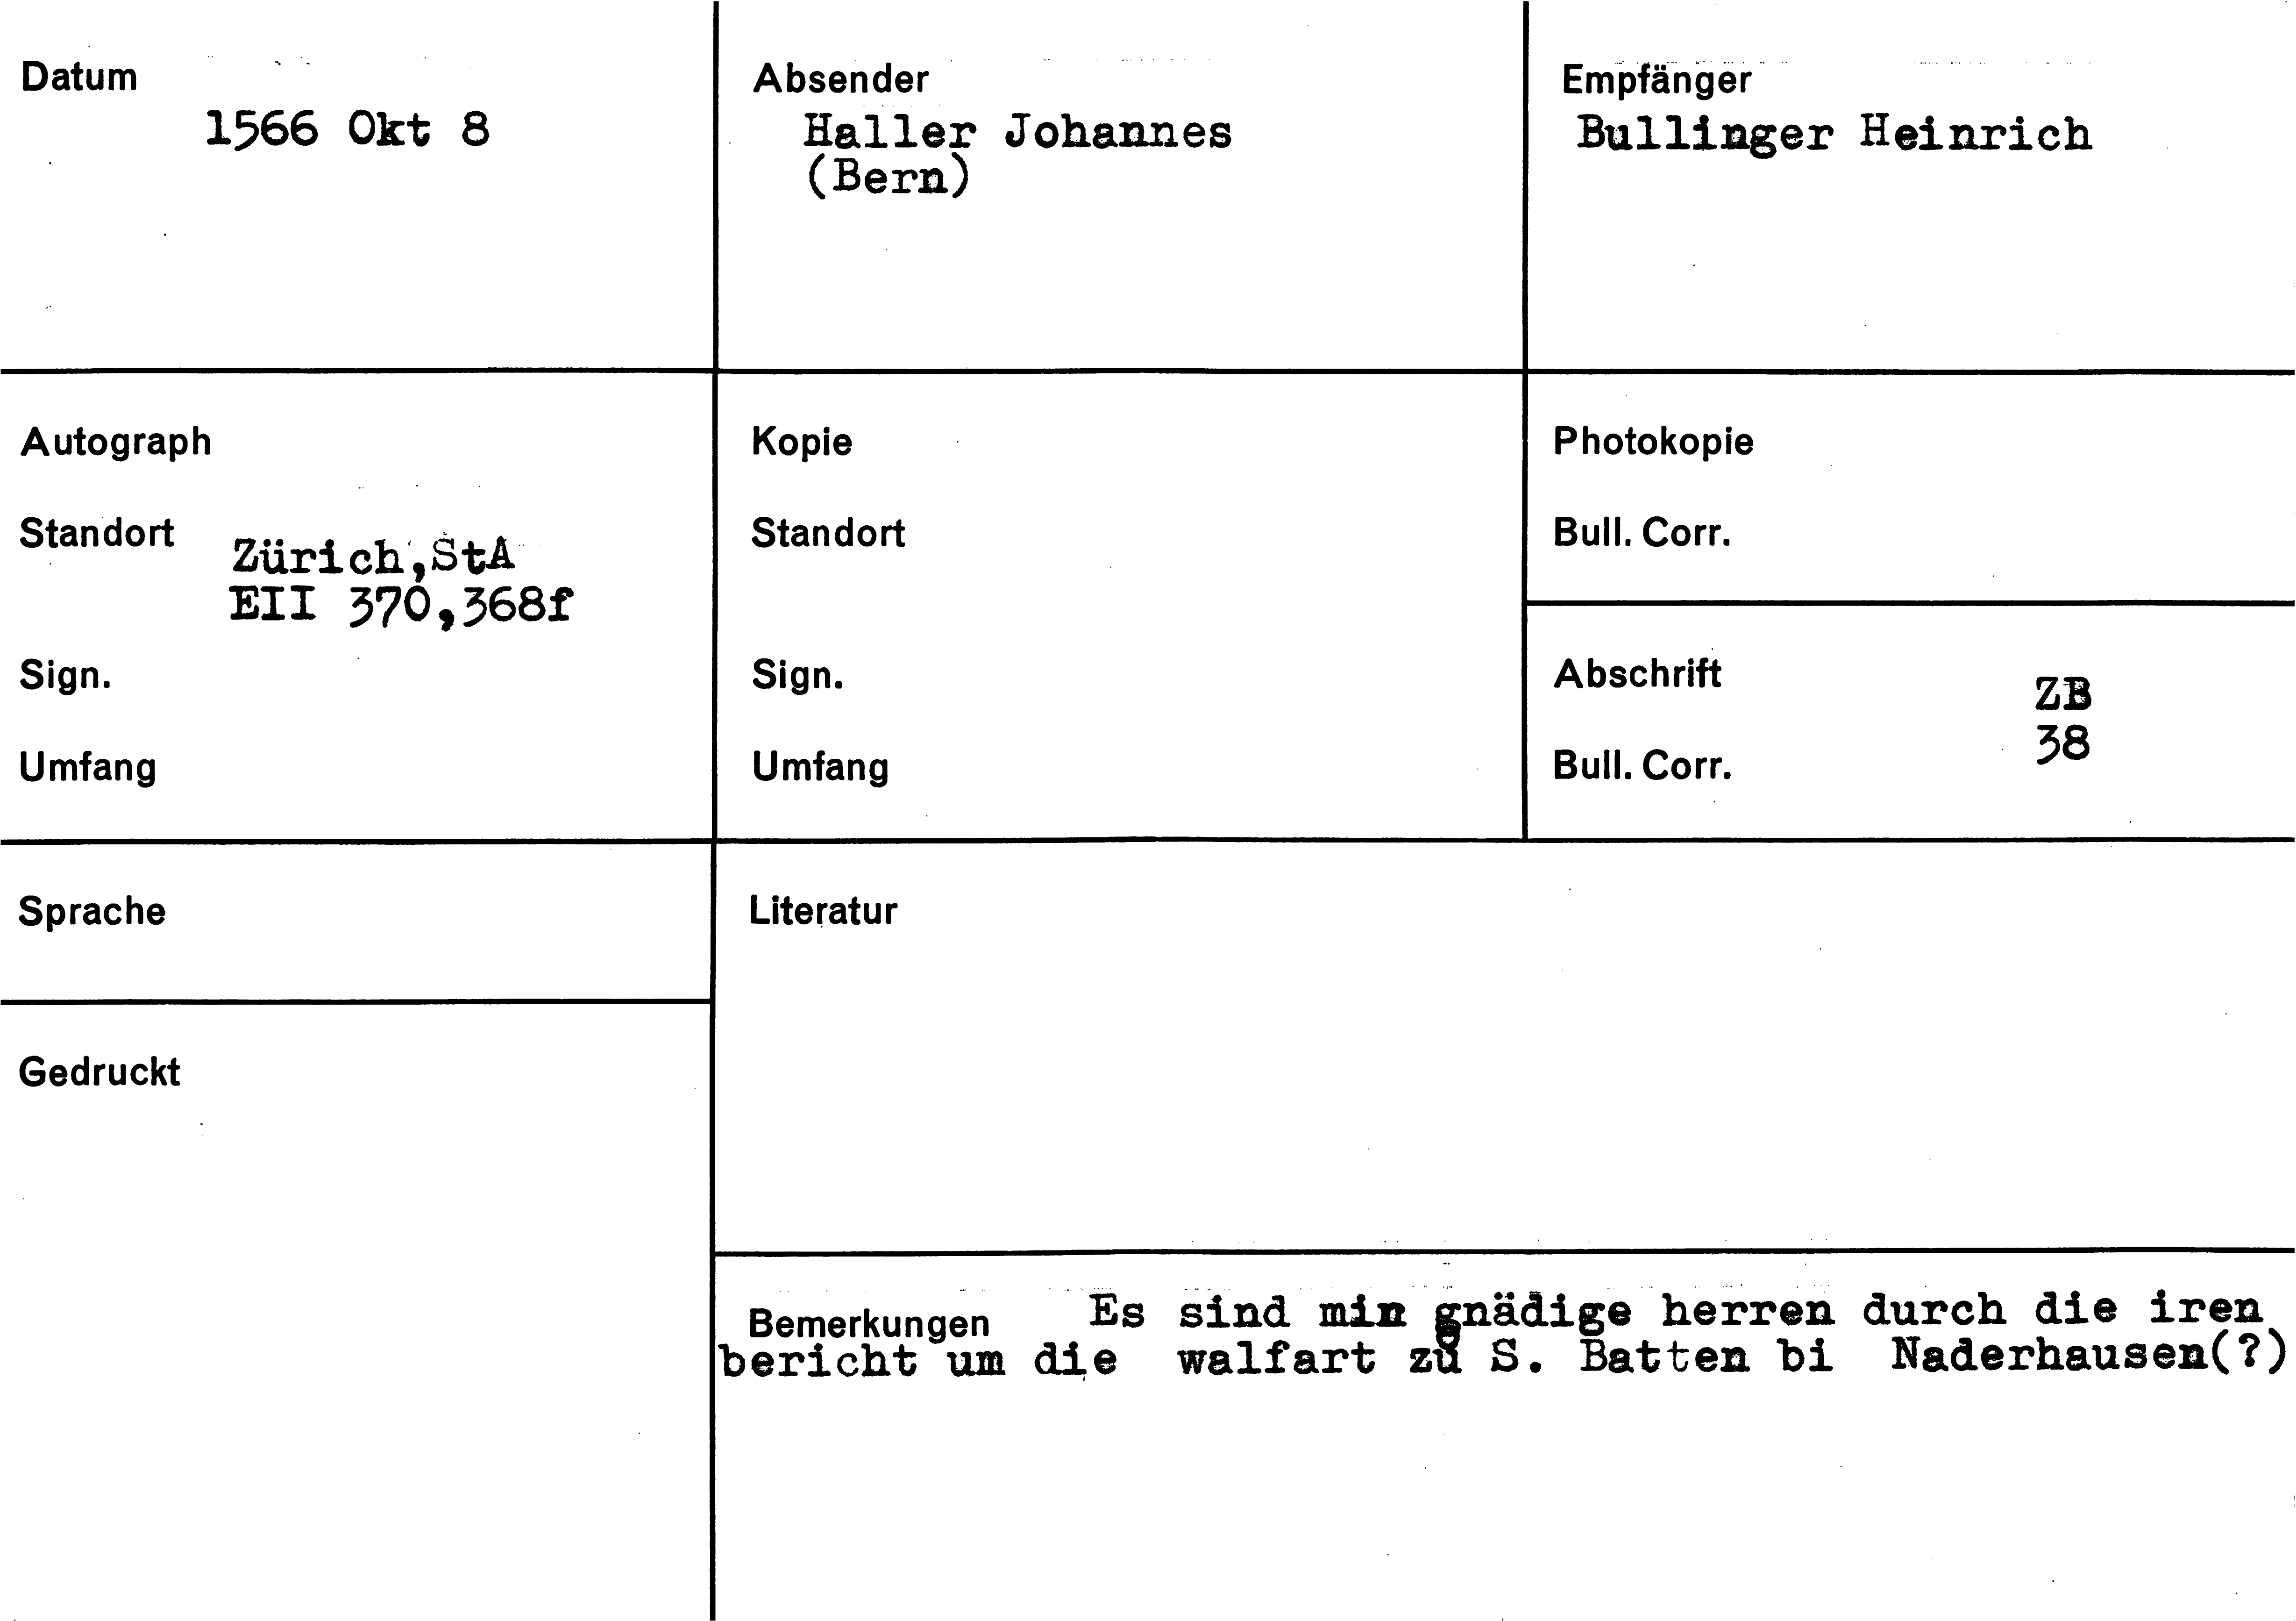 Datum
1566 Okt 8
Absender
Haller Johannes
(Bern)
Empfänger
Bullinger Heinrich
Autograph
Standort
Zürich,StA
EII 370,368f
Sign.
Umfang
Kopie
Standort
Sign.
Umfang
Photokopie
Bull. Corr.
Abschrift
ZB
38
Bull. Corr.
Sprache
Gedruckt
Literatur
Bemerkungen Es sind min gnädige herren durch die iren
bericht um die walfart zů S. Batten bi Naderhausen(?)